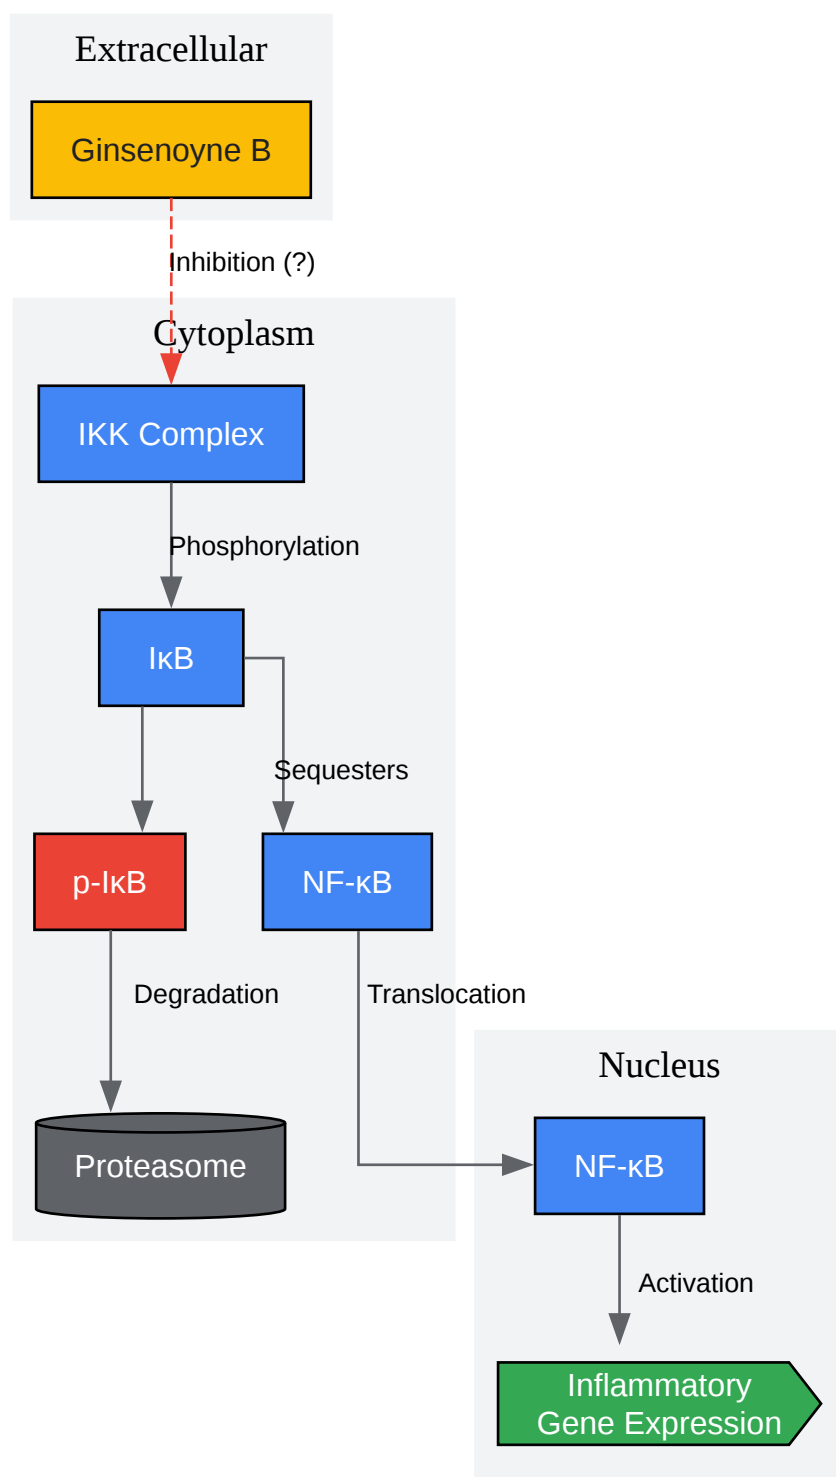 Extracellular
Ginsenoyne B
Inhibition (?)
Cytoplasm
IKK Complex
Phosphorylation
IκB
Sequesters
p-IκB
NF-κB
Degradation
Translocation
Nucleus
Proteasome
NF-κB
Activation
Inflammatory
Gene Expression